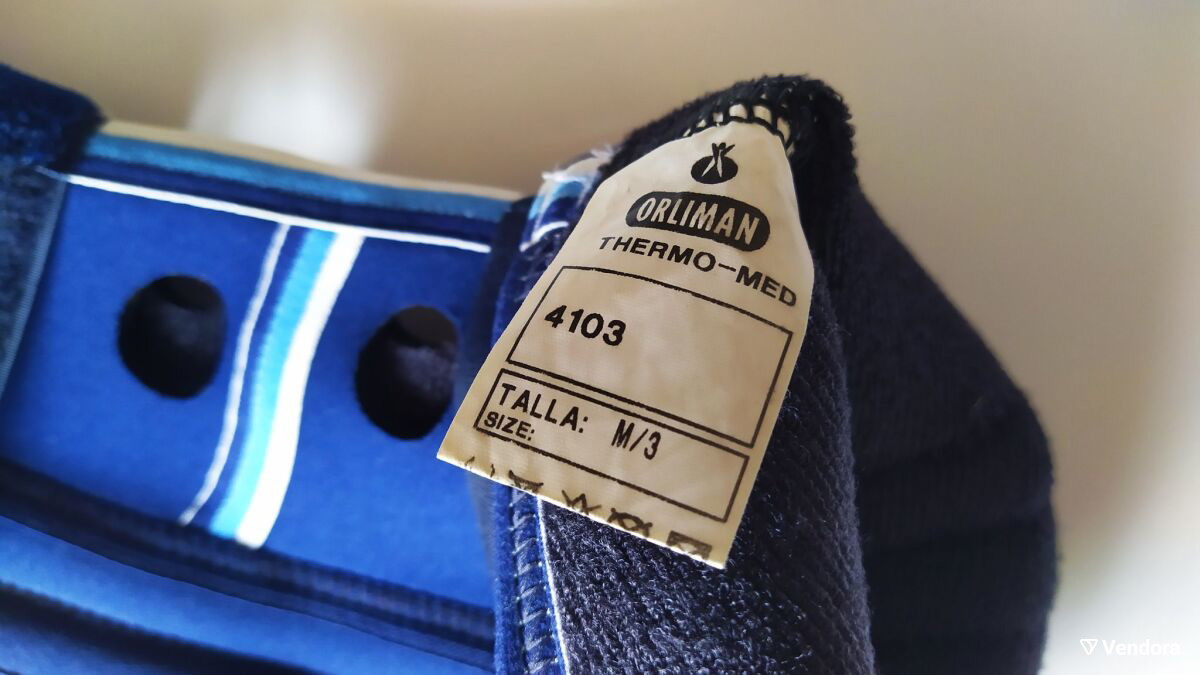 ORLIMAN
THERMO-MED
4103
TALLA: M/3
SIZE:
Vendora